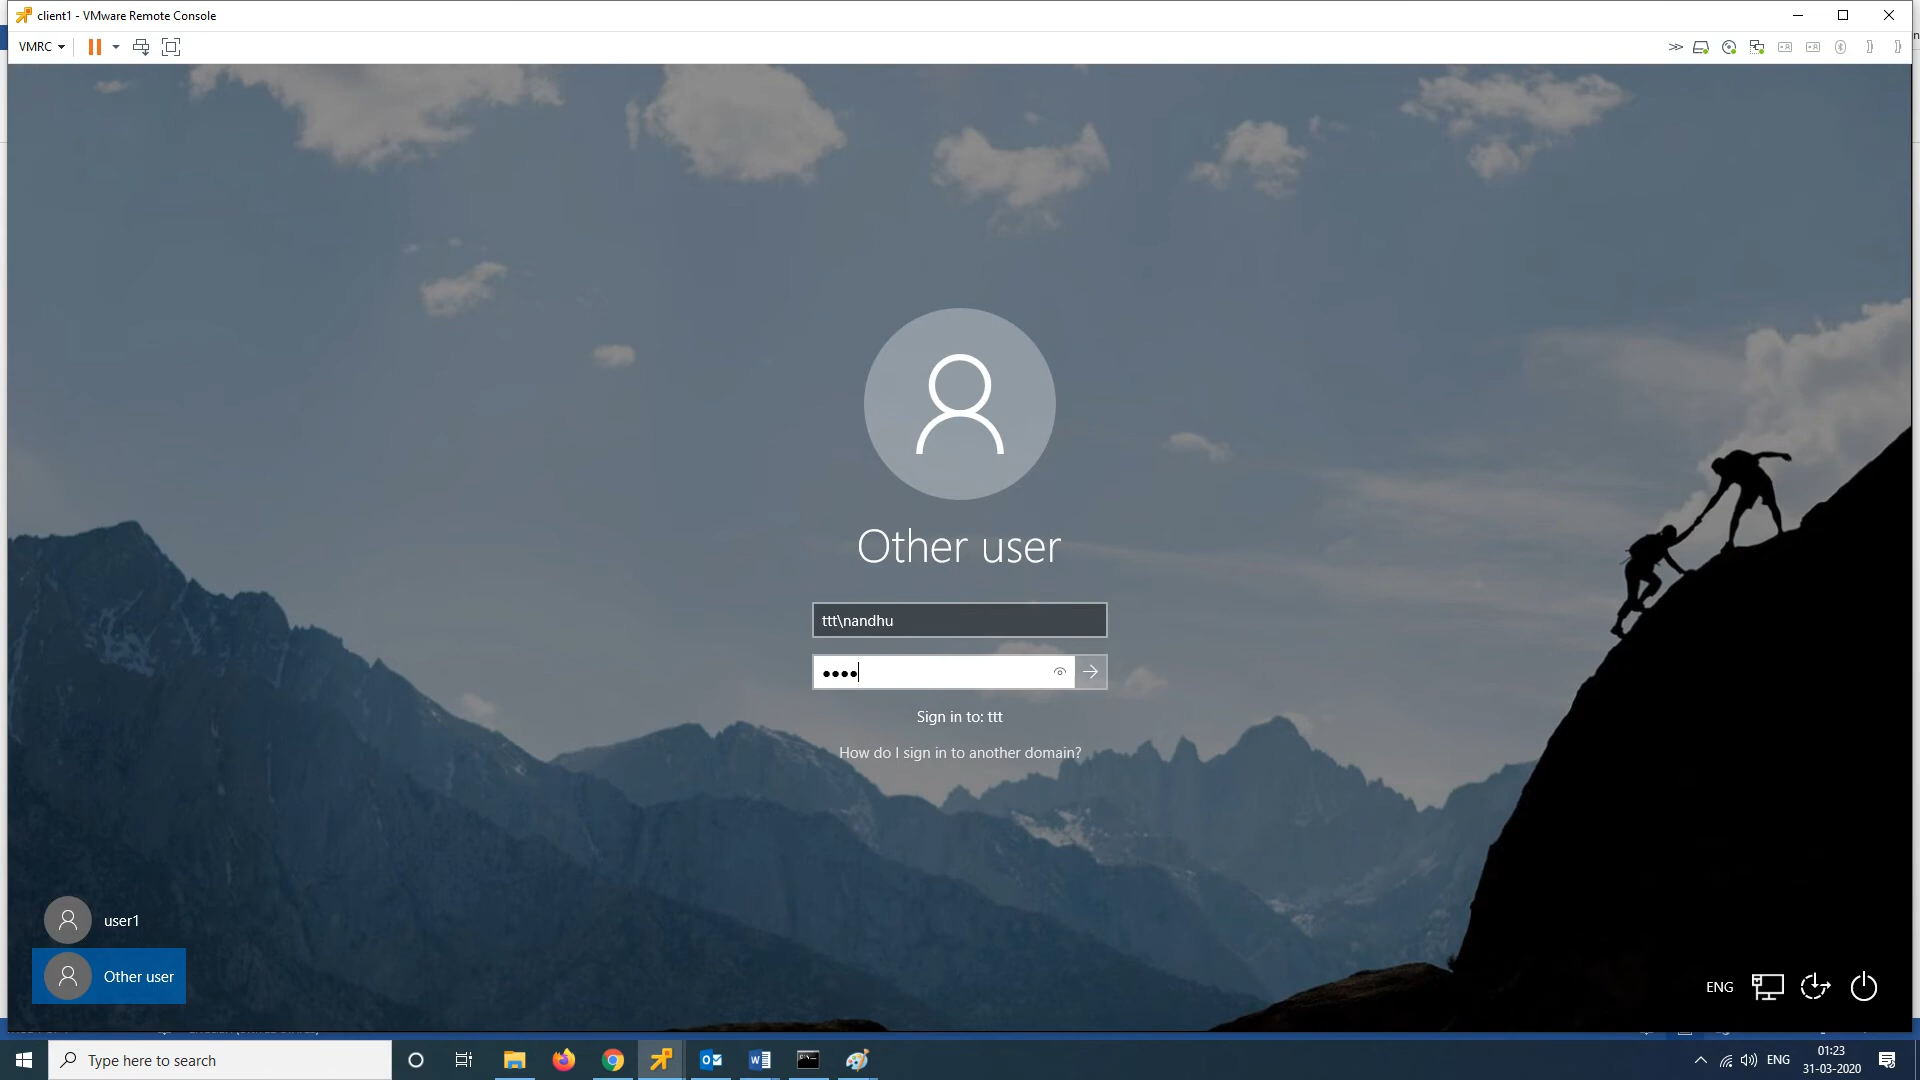 client1 - VMware Remote Console
VMRC
Other user
ttt\nandhu
Sign in to: ttt
How do I sign in to another domain?
user1
Other user
ENG
Type here to search
ENG
01:23
31-03-2020